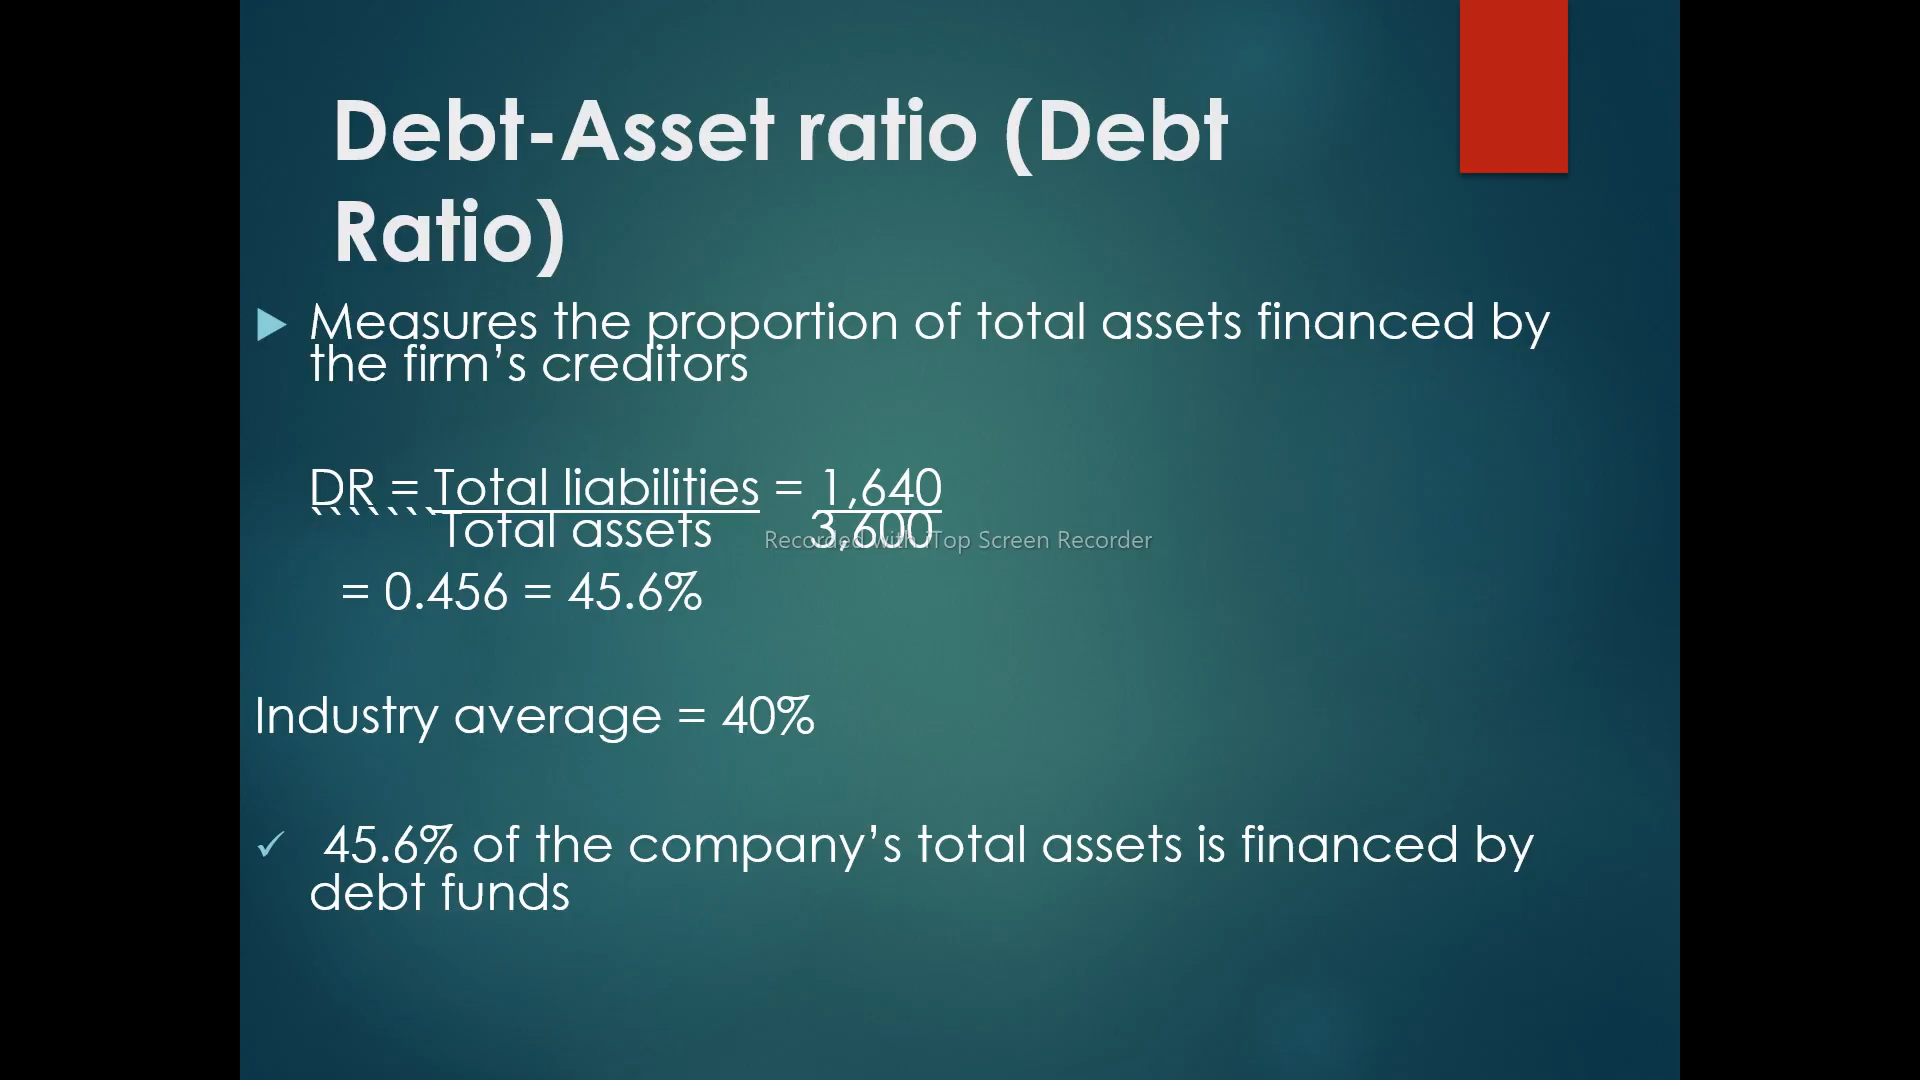 Debt-Asset ratio (Debt
Ratio)
Measures the proportion of total assets financed by
the firm’s creditors
DR = Total liabilities = 1,640
Total assets 3,600
Recorded with iTop Screen Recorder
= 0.456 = 45.6%
Industry average = 40%
✓ 45.6% of the company’s total assets is financed by
debt funds